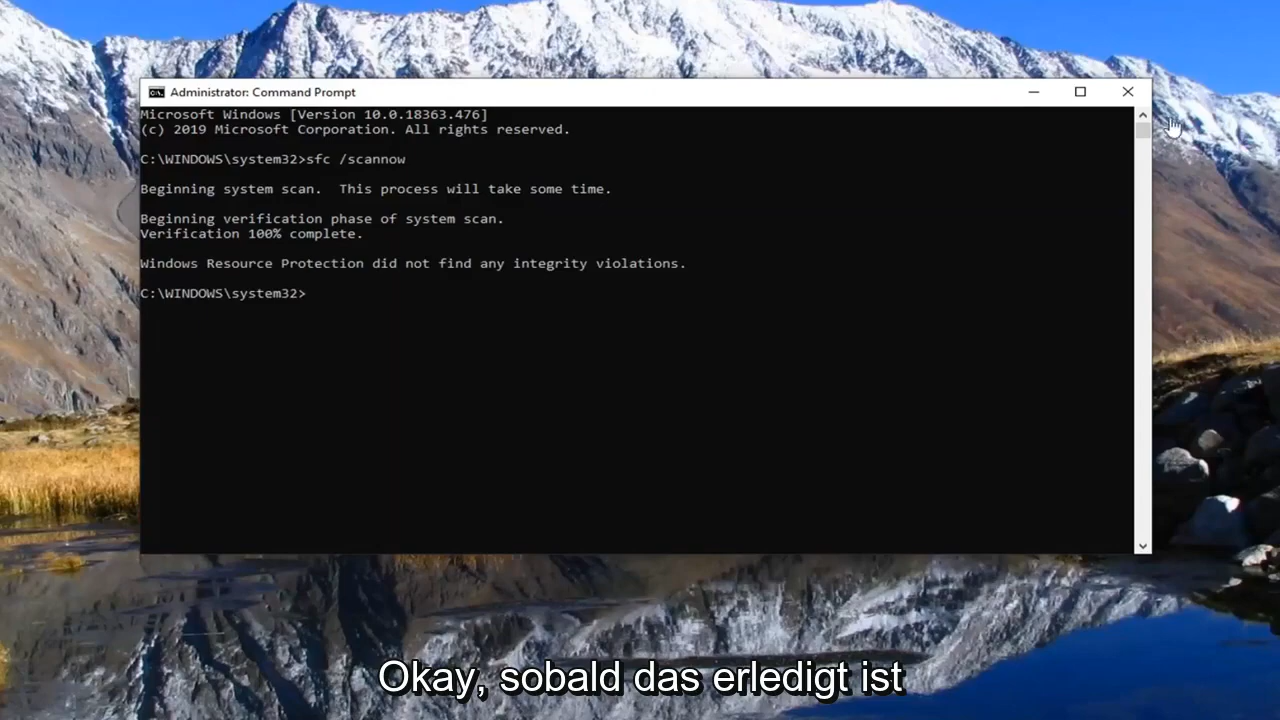 Administrator: Command Prompt
Microsoft Windows [Version 10.0.18363.476]
(c) 2019 Microsoft Corporation. All rights reserved.
C:\WINDOWS\system32>sfc /scannow
Beginning system scan.  This process will take some time.
Beginning verification phase of system scan.
Verification 100% complete.
Windows Resource Protection did not find any integrity violations.
C:\WINDOWS\system32>
Okay, sobald das erledigt ist